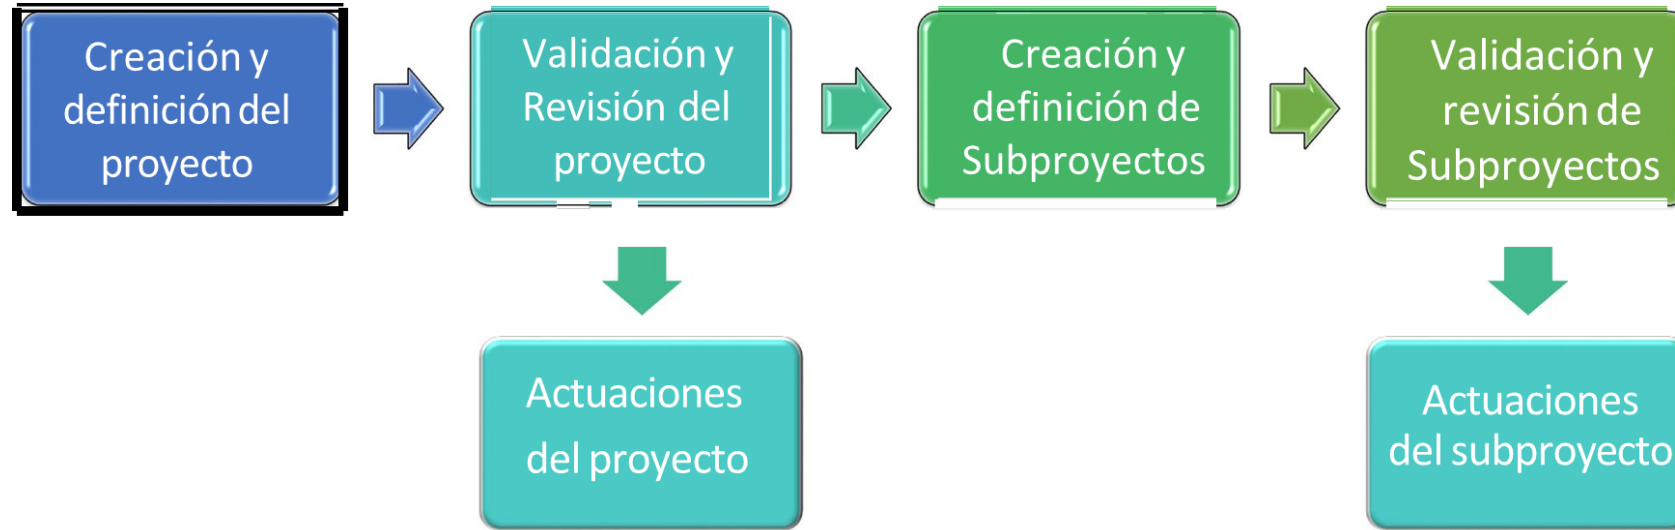 Creación y
definición del
proyecto
Validación y
Revisión del
proyecto
Creación y
definición de
Subproyectos
Validación y
revisión de
Subproyectos
Actuaciones
del proyecto
Actuaciones
del subproyecto